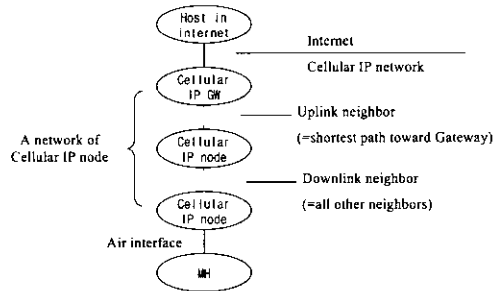 Host in
internet
Internet
Cellular IP network
Cellular
IP GW
Uplink neighbor
(=shortest path toward Gateway)
A network of
Cellular IP node
Cellular
IP node
Downlink neighbor
(=all other neighbors)
Cellular
IP node
Air interface
MH